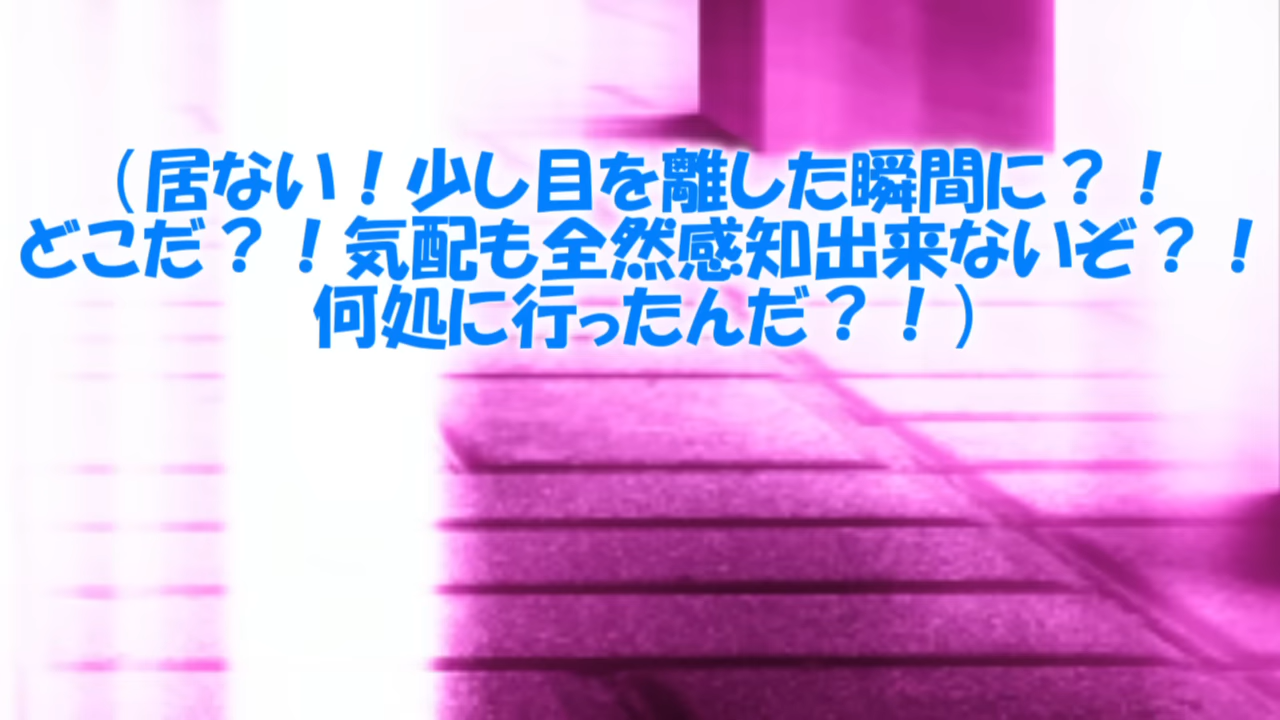 （居ない！少し目を離した瞬間に？！
どこだ？！気配も全然感知出来ないぞ？！
何処に行ったんだ？！）